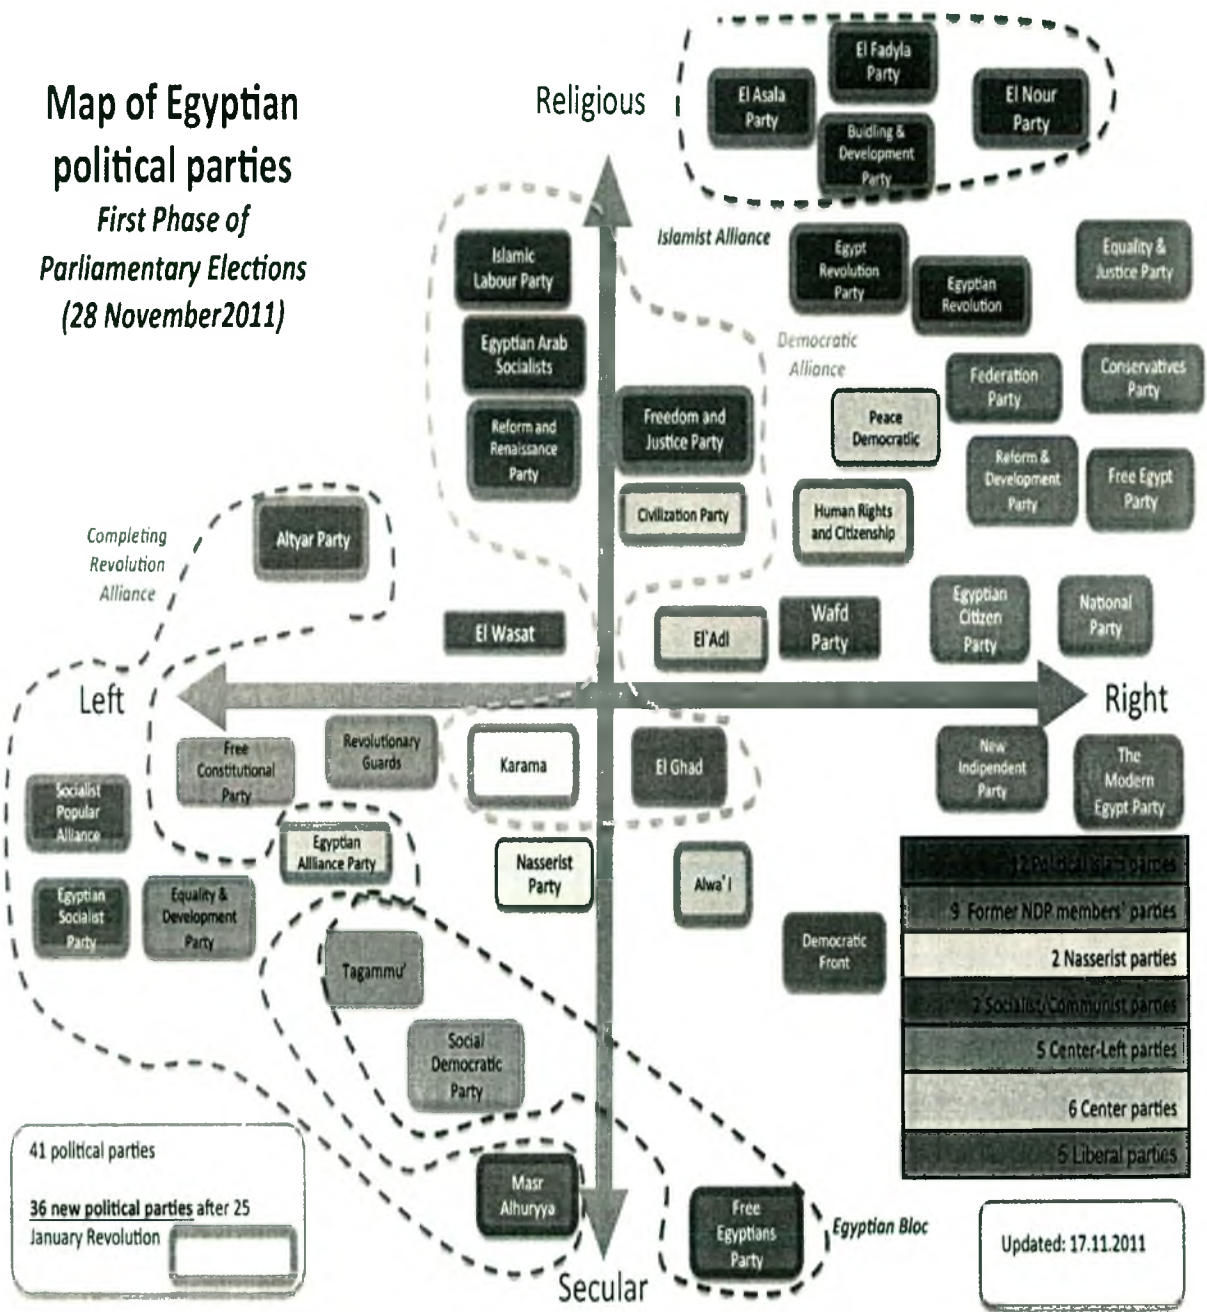 Map of Egyptian
political parties
First Phase of
Parliamentary Elections
(28 November2011)
Religious
El Asala
Party
El Fadyla
Party
Buidling &
Development
Party
El Nour
Party
Islamist Alliance
Islamic
Labour Party
Egyptian Arab
Socialists
Reform and
Renaissance
Party
Freedom and
Justice Party
Civilization Party
Democratic
Alliance
Egypt
Revolution
Party
Egyptian
Revolution
Equality &
Justice Party
Federation
Party
Conservatives
Party
Peace
Democratic
Human Rights
and Citizenship
Reform &
Development
Party
Free Egypt
Party
Completing
Revolution
Alliance
Altyar Party
El Wasat
El`Adl
Wafd
Party
Egyptian
Citizen
Party
National
Party
Left
Right
Free
Constitutional
Party
Revolutionary
Guards
Karama
El Ghad
New
Indipendent
Party
The
Modern
Egypt Party
Socialist
Popular
Alliance
Egyptian
Allliance Party
Nasserist
Party
Alwa`I
Egyptian
Socialist
Party
Equality &
Development
Party
Democratic
Front
Tagammu'
Social
Democratic
Party
Masr
Alhuryya
Free
Egyptians
Party
Egyptian Bloc
Secular
12 Political Islam parties
9 Former NDP members' parties
2 Nasserist parties
2 Socialist/Communist parties
5 Center-Left parties
6 Center parties
5 Liberal parties
41 political parties
36 new political parties after 25
January Revolution
Updated: 17.11.2011